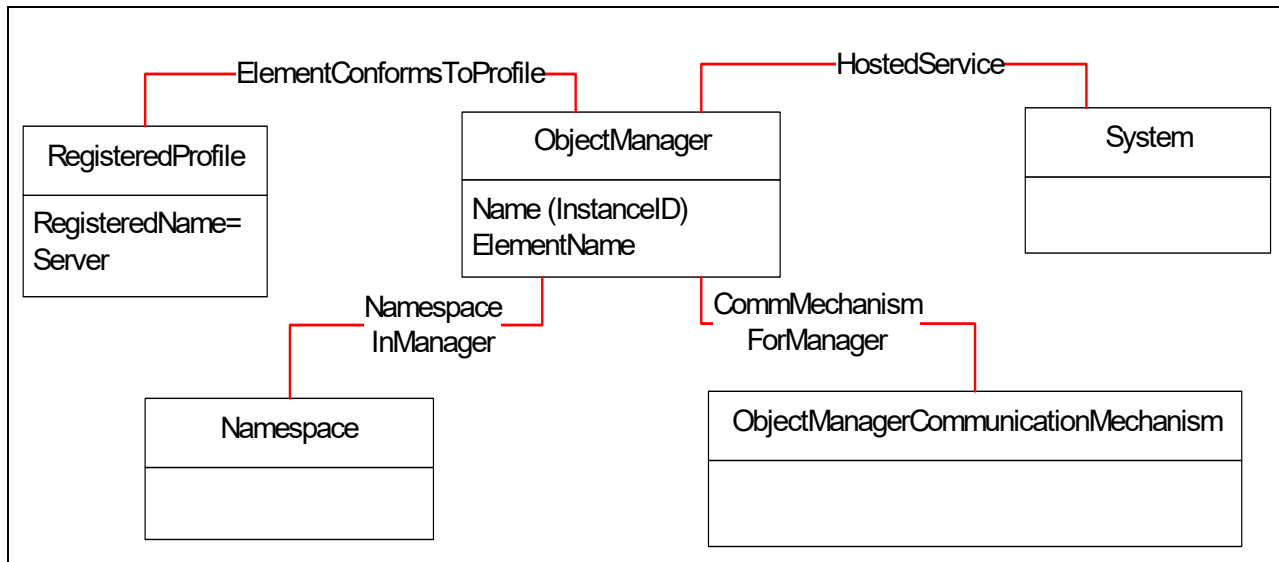 ElementConformsToProfile
HostedService
RegisteredProfile
RegisteredName=
Server
ObjectManager
Name (InstanceID)
ElementName
System
Namespace
InManager
CommMechanism
ForManager
Namespace
ObjectManagerCommunicationMechanism